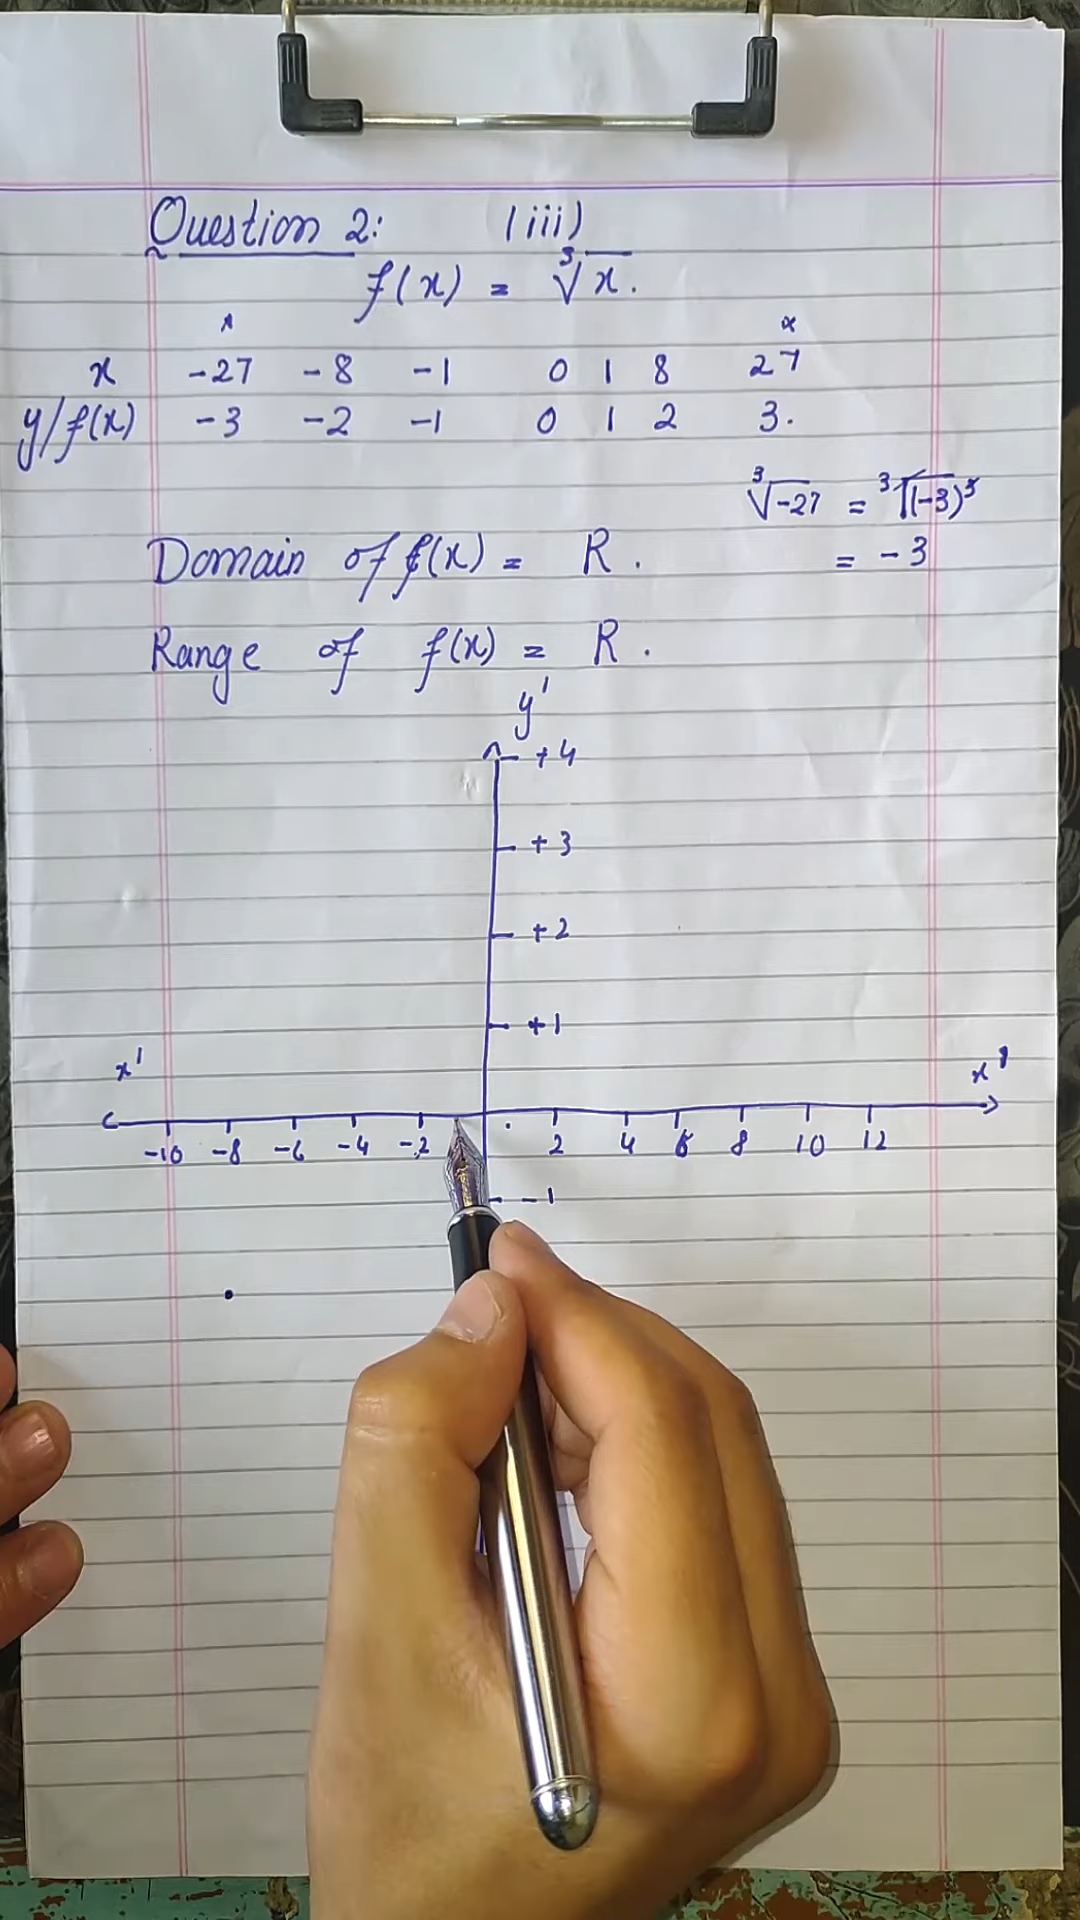 Question 2: (iii)
f(x) = ∛x.
x x
x -27 -8 -1 0 1 8 27
y/f(x) -3 -2 -1 0 1 2 3.
∛-27 = ∛(-3)³
Domain of f(x) = R. = -3
Range of f(x) = R.
y'
+4
+3
+2
+1
x' x'
-10 -8 -6 -4 -2 2 4 6 8 10 12
-1